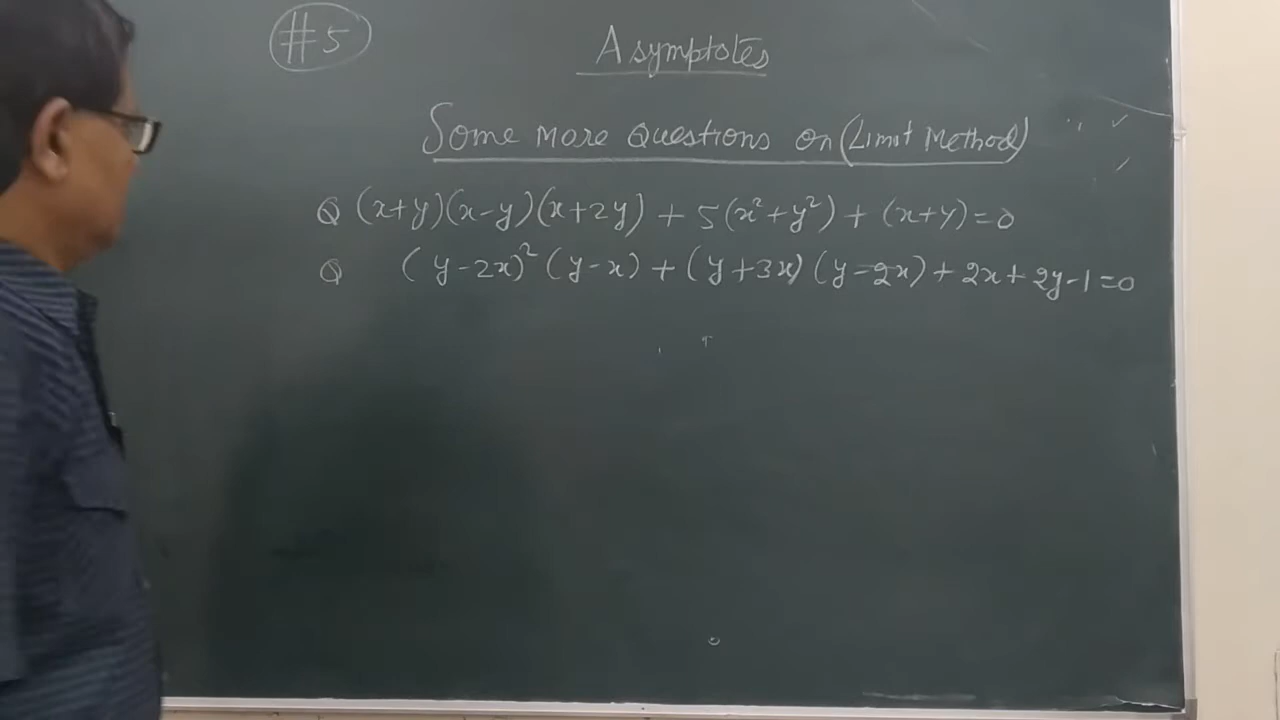 #5
Asymptotes
Some more Questions on (Limit Method)
Q (x+y)(x-y)(x+2y) + 5(x²+y²) + (x+y)=0
Q (y-2x)²(y-x) + (y+3x)(y-2x) + 2x + 2y-1=0